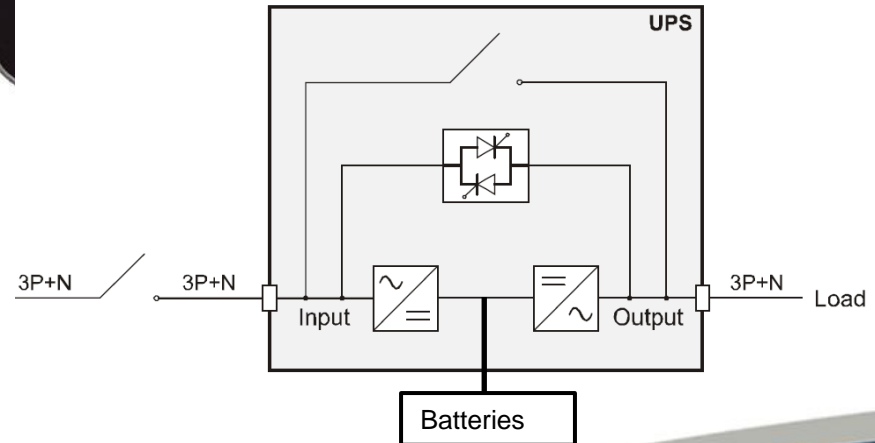 UPS
3P+N
3P+N
Input
Output
3P+N
Load
Batteries